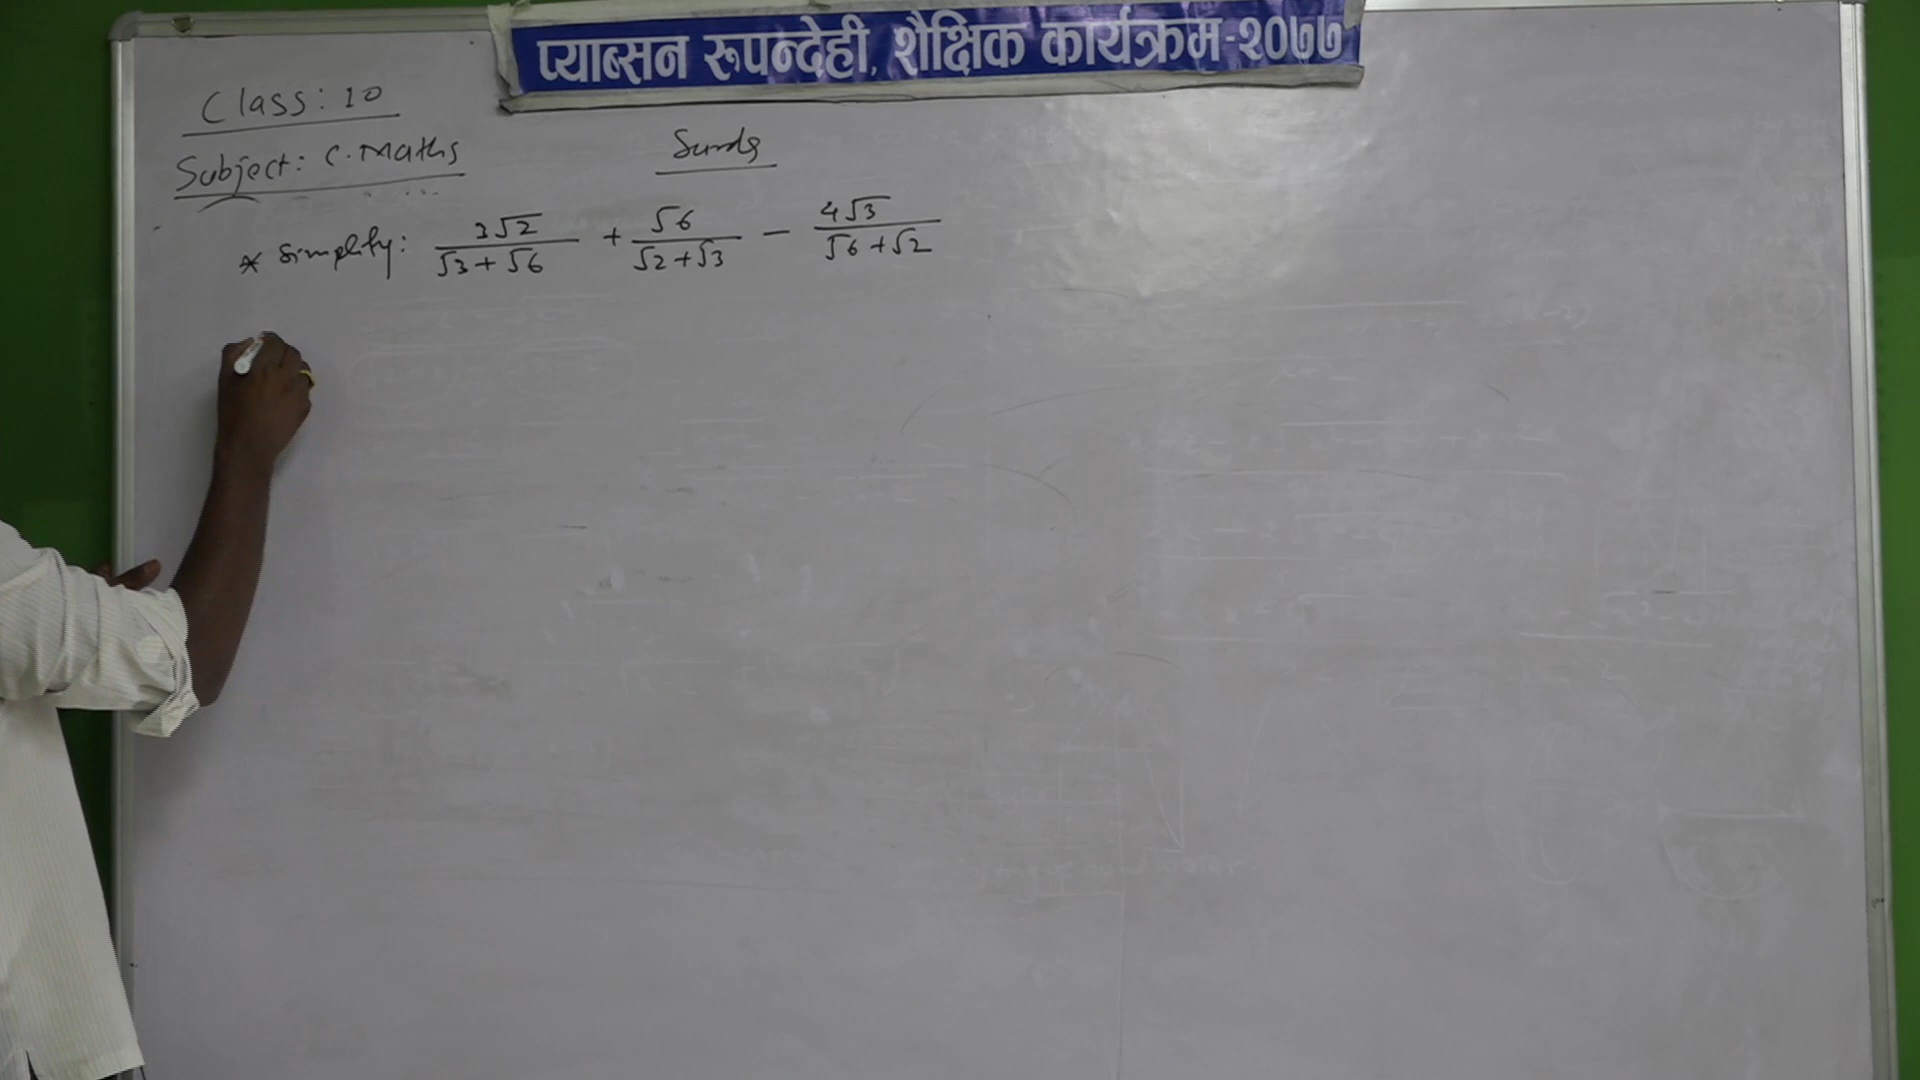 प्याब्सन रुपन्देही, शैक्षिक कार्यक्रम-२०७७
Class: 10
Subject: C. Maths
Surds
* Simplify: 3√2/(√3+√6) + √6/(√2+√3) - 4√3/(√6+√2)